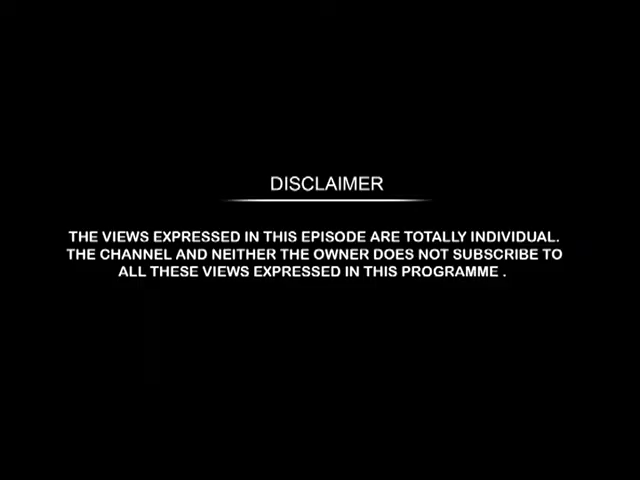 DISCLAIMER
THE VIEWS EXPRESSED IN THIS EPISODE ARE TOTALLY INDIVIDUAL.
THE CHANNEL AND NEITHER THE OWNER DOES NOT SUBSCRIBE TO
ALL THESE VIEWS EXPRESSED IN THIS PROGRAMME .